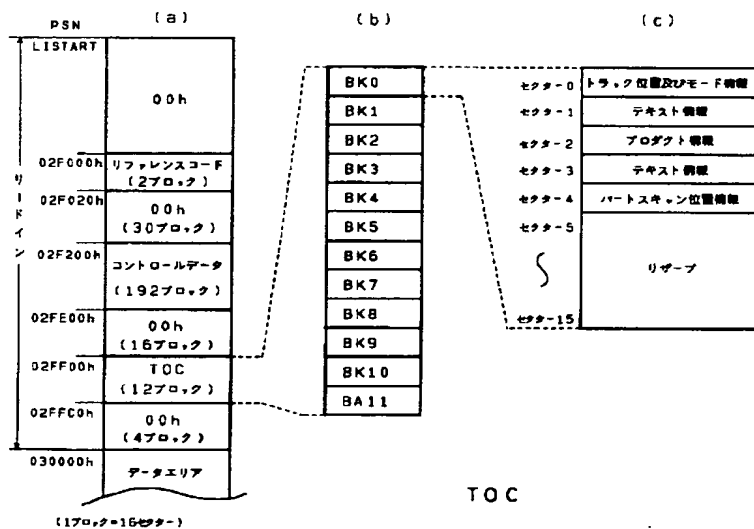 (a)
(b)
(c)
PSN
LISTART
00h
02F000h
リファレンスコード
(2ブロック)
02F020h
00h
(30ブロック)
02F200h
コントロールデータ
(192ブロック)
02FE00h
00h
(16ブロック)
02FF00h
TOC
(12ブロック)
02FFC0h
00h
(4ブロック)
030000h
データエリア
リードイン
(1ブロック=16セクター)
BK0
BK1
BK2
BK3
BK4
BK5
BK6
BK7
BK8
BK9
BK10
BA11
セクター0 トラック位置及びモード情報
セクター1 テキスト情報
セクター2 プロダクト情報
セクター3 テキスト情報
セクター4 パートスキャン位置情報
セクター5
リザーブ
セクター15
TOC